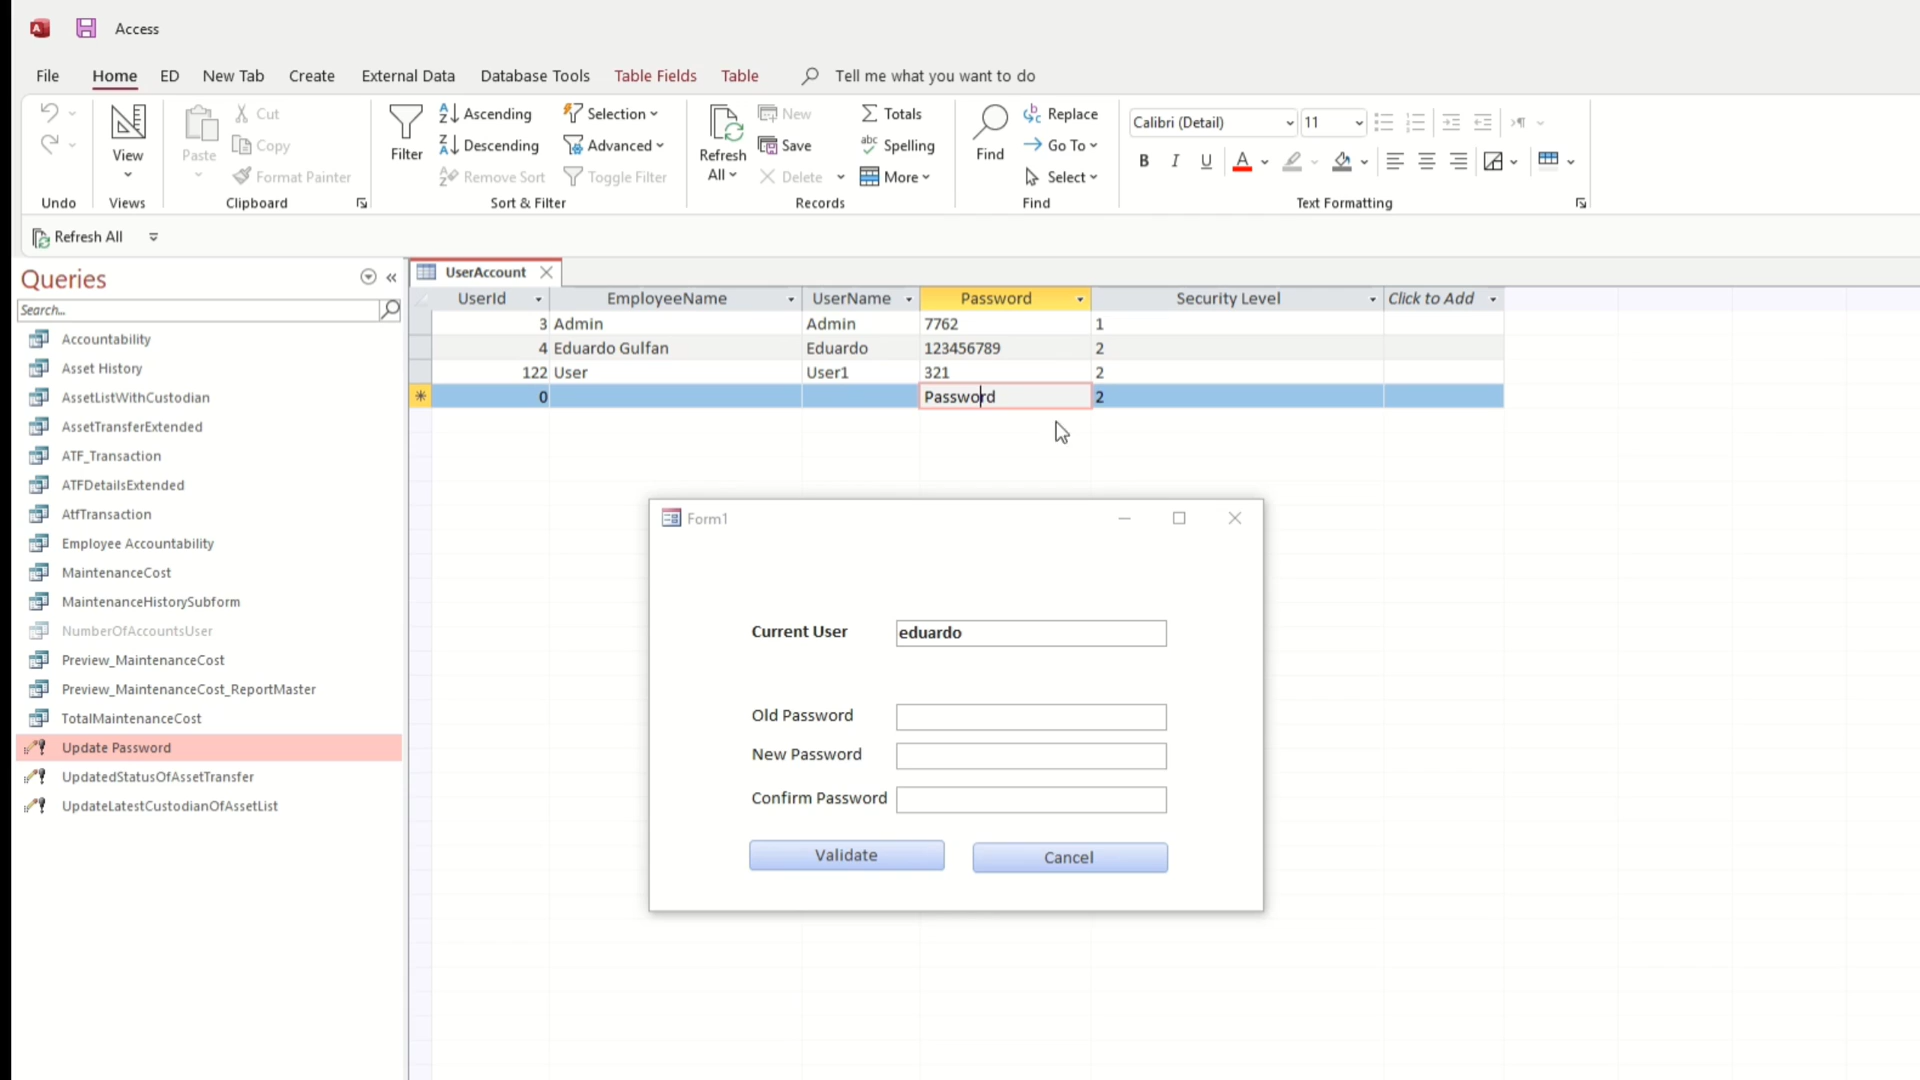 Access
File Home ED New Tab Create External Data Database Tools Table Fields Table Tell me what you want to do
View
Paste
Cut
Copy
Format Painter
Filter
Ascending
Descending
Remove Sort
Selection
Advanced
Toggle Filter
Refresh
All
New
Save
Delete
Totals
Spelling
More
Find
Replace
Go To
Select
Calibri (Detail) 11
B I U A
Undo Views Clipboard Sort & Filter Records Find Text Formatting
Refresh All
Queries
Search...
Accountability
Asset History
AssetListWithCustodian
AssetTransferExtended
ATF_Transaction
ATFDetailsExtended
AtfTransaction
Employee Accountability
MaintenanceCost
MaintenanceHistorySubform
NumberOfAccountsUser
Preview_MaintenanceCost
Preview_MaintenanceCost_ReportMaster
TotalMaintenanceCost
Update Password
UpdatedStatusOfAssetTransfer
UpdateLatestCustodianOfAssetList
UserAccount
UserId EmployeeName UserName Password Security Level Click to Add
3 Admin Admin 7762 1
4 Eduardo Gulfan Eduardo 123456789 2
122 User User1 321 2
* 0 Password 2
Form1
Current User eduardo
Old Password
New Password
Confirm Password
Validate Cancel